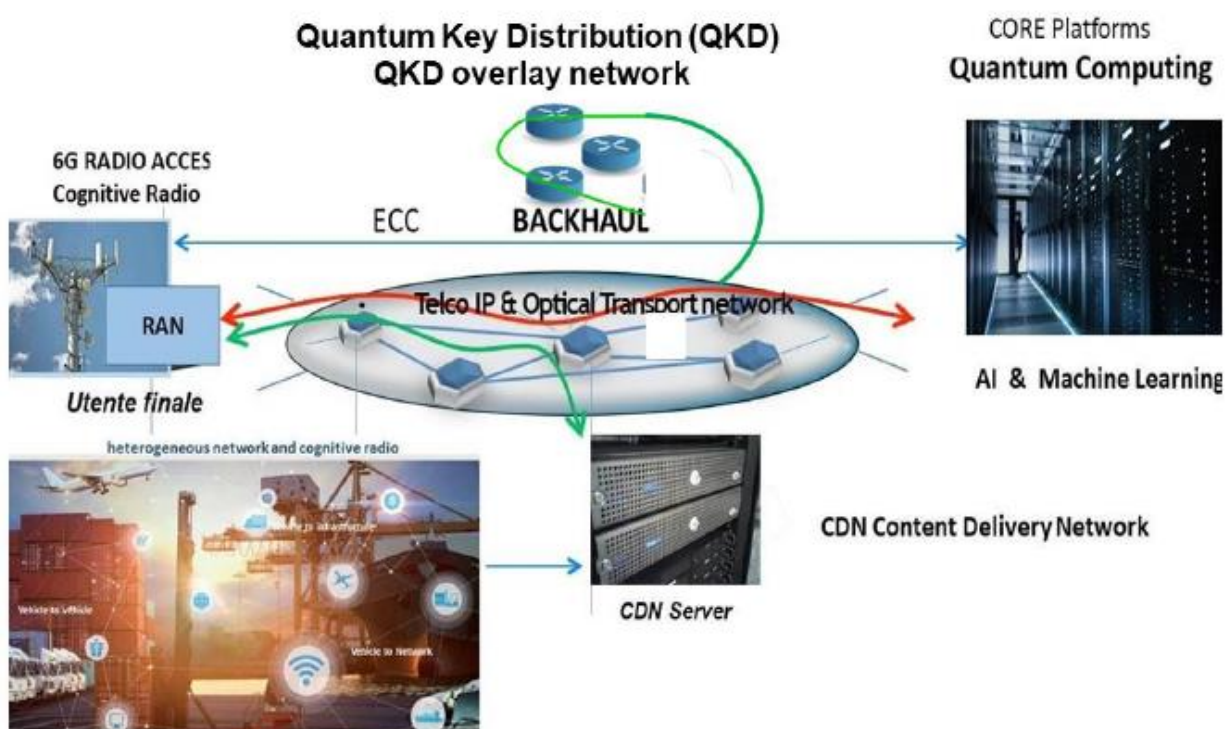 Quantum Key Distribution (QKD)
QKD overlay network
CORE Platforms
Quantum Computing
6G RADIO ACCES
Cognitive Radio
ECC
BACKHAUL
Telco IP & Optical Transport network
RAN
AI & Machine Learning
Utente finale
heterogeneous network and cognitive radio
to infrastructure
Vehicle to Vehicle
Vehicle to Network
CDN Content Delivery Network
CDN Server